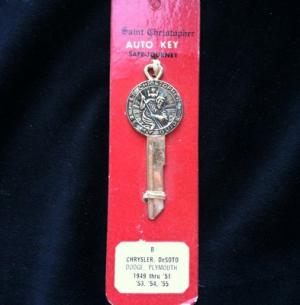 Saint Christopher
AUTO KEY
SAFE-JOURNEY
8
CHRYSLER, DeSOTO
DODGE, PLYMOUTH
1949 thru '51
'53, '54, '55